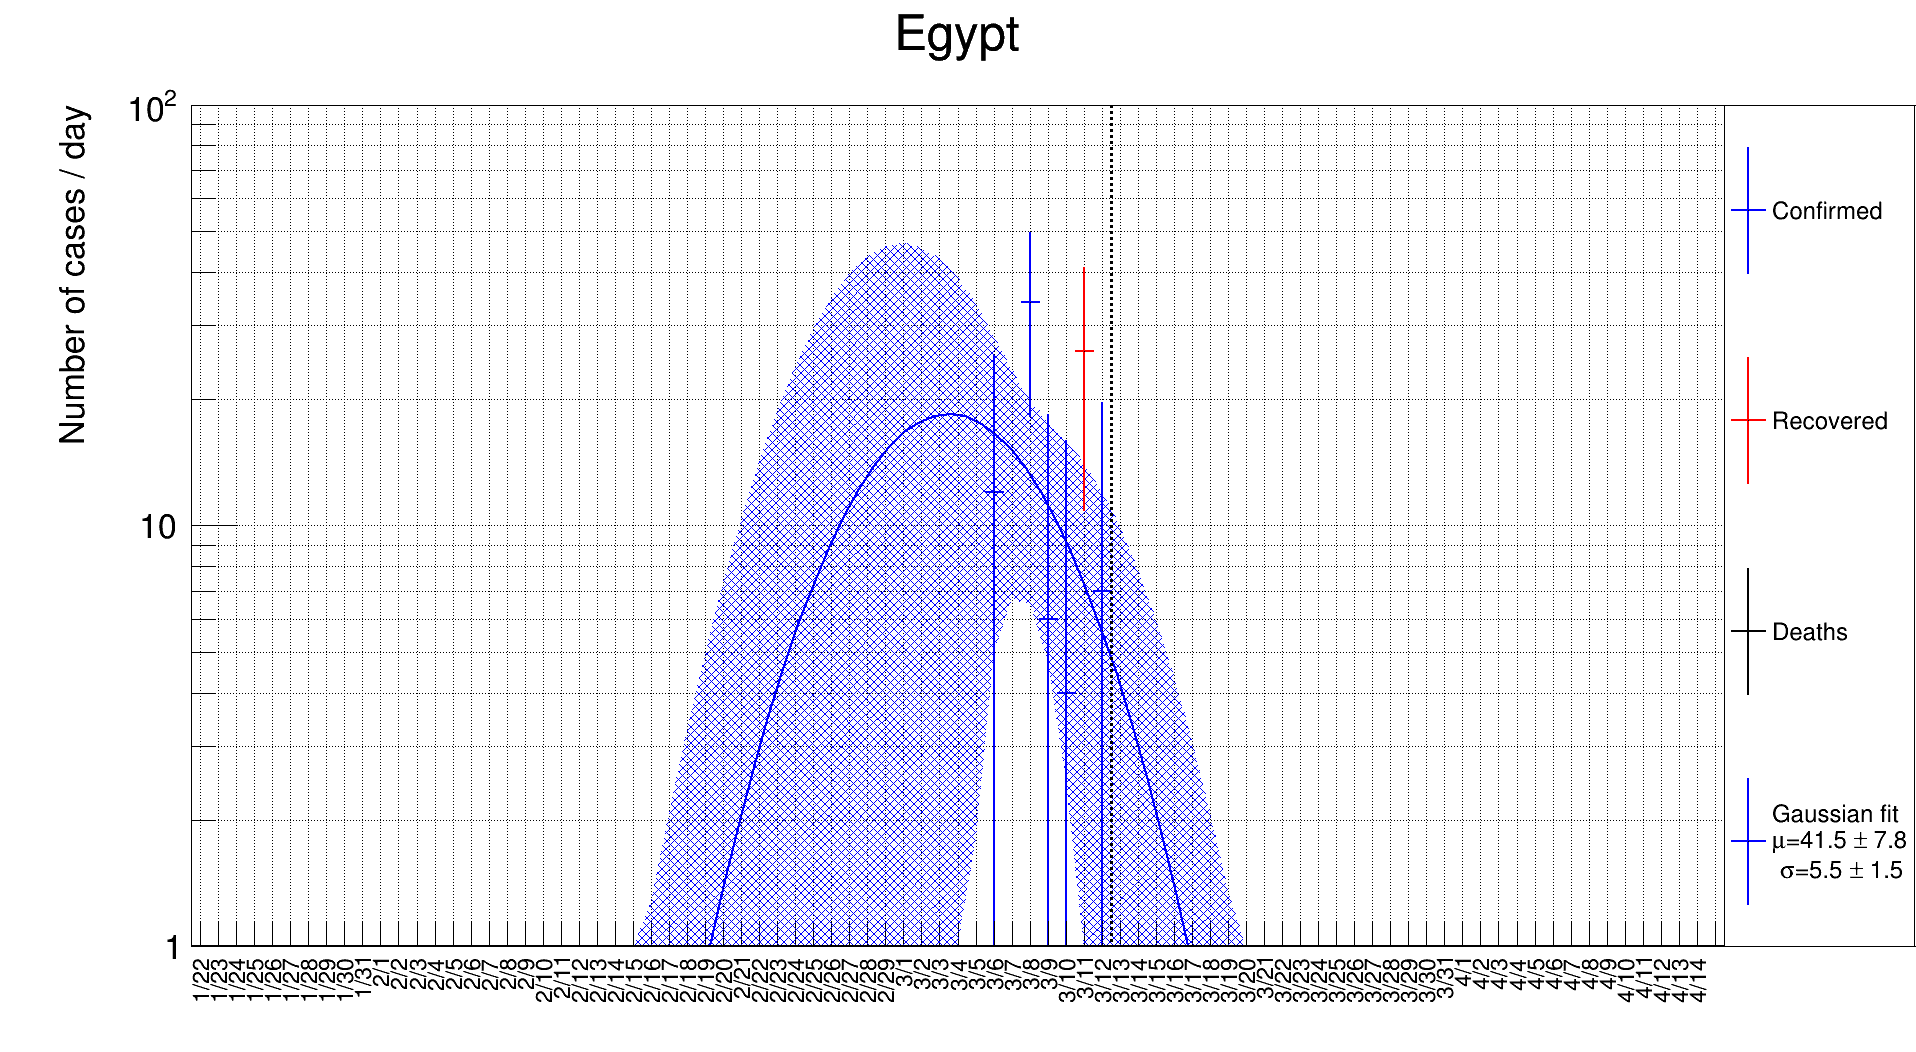 Egypt
Number of cases / day
10²
10
1
1/22 1/23 1/24 1/25 1/26 1/27 1/28 1/29 1/30 1/31 2/1 2/2 2/3 2/4 2/5 2/6 2/7 2/8 2/9 2/10 2/11 2/12 2/13 2/14 2/15 2/16 2/17 2/18 2/19 2/20 2/21 2/22 2/23 2/24 2/25 2/26 2/27 2/28 2/29 3/1 3/2 3/3 3/4 3/5 3/6 3/7 3/8 3/9 3/10 3/11 3/12 3/13 3/14 3/15 3/16 3/17 3/18 3/19 3/20 3/21 3/22 3/23 3/24 3/25 3/26 3/27 3/28 3/29 3/30 3/31 4/1 4/2 4/3 4/4 4/5 4/6 4/7 4/8 4/9 4/10 4/11 4/12 4/13 4/14
Confirmed
Recovered
Deaths
Gaussian fit
μ=41.5 ± 7.8
σ=5.5 ± 1.5